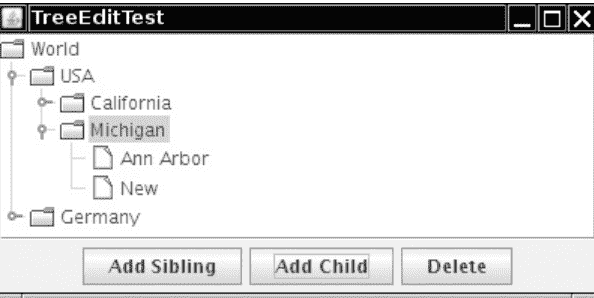 TreeEditTest
World
USA
California
Michigan
Ann Arbor
New
Germany
Add Sibling Add Child Delete